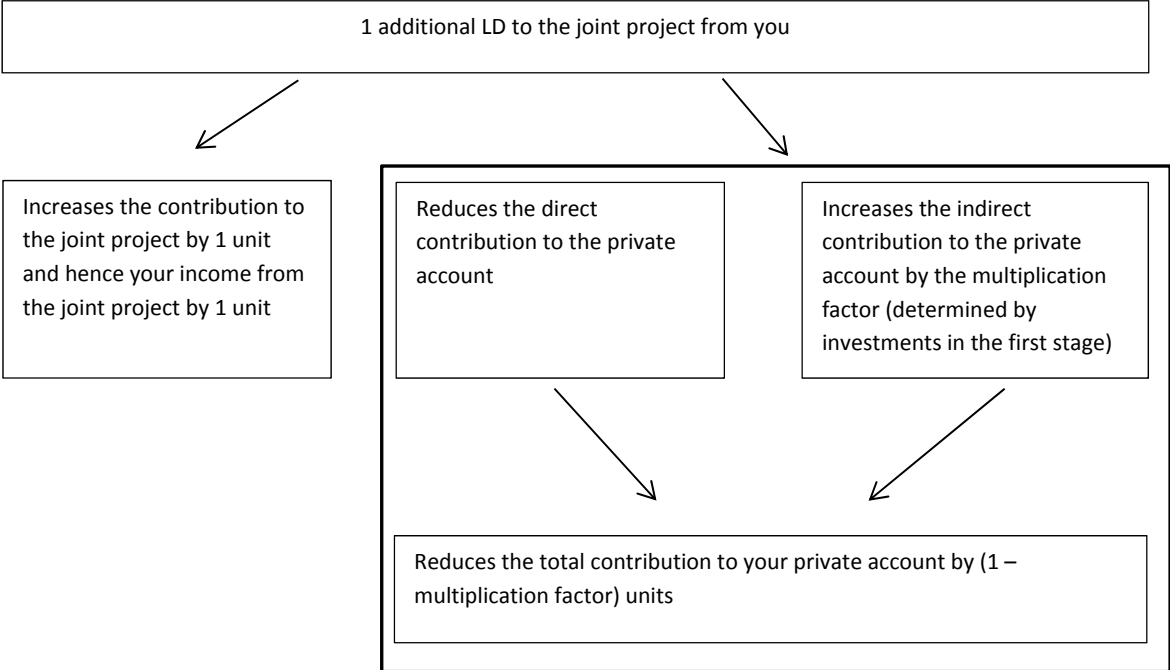 1 additional LD to the joint project from you
Increases the contribution to
the joint project by 1 unit
and hence your income from
the joint project by 1 unit
Reduces the direct
contribution to the private
account
Increases the indirect
contribution to the private
account by the multiplication
factor (determined by
investments in the first stage)
Reduces the total contribution to your private account by (1 –
multiplication factor) units